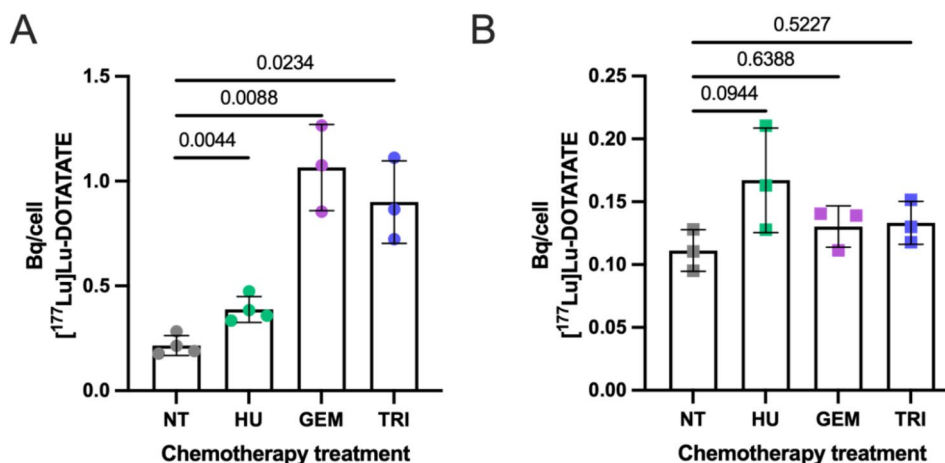 A
Bq/cell
[¹⁷⁷Lu]Lu-DOTATATE
1.5
1.0
0.5
0.0
0.0234
0.0088
0.0044
NT HU GEM TRI
Chemotherapy treatment
B
Bq/cell
[¹⁷⁷Lu]Lu-DOTATATE
0.25
0.20
0.15
0.10
0.05
0.00
0.5227
0.6388
0.0944
NT HU GEM TRI
Chemotherapy treatment